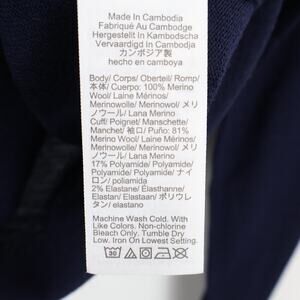 Made In Cambodia
Fabriqué Au Cambodge
Hergestellt In Kambodscha
Vervaardigd In Cambodja
カンボジア製
hecho en camboya
Body/ Corps/ Oberteil/ Romp/
本体/ Cuerpo: 100% Merino
Wool/ Laine Mérinos/
Merinowolle/ Merinowol/ メリ
ノウール/ Lana Merino
Cuff/ Poignet/ Manschette/
Manchet/ 袖口/ Puño: 81%
Merino Wool/ Laine Mérinos/
Merinowolle/ Merinowol/ メリ
ノウール/ Lana Merino
17% Polyamide/ Polyamide/
Polyamid/ Polyamide/ ナイ
ロン/ poliamida
2% Elastane/ Élasthanne/
Elastan/ Elastaan/ ポリウレ
タン/ elastano
Machine Wash Cold. With
Like Colors. Non-chlorine
Bleach Only. Tumble Dry
Low. Iron If Necessary.
30